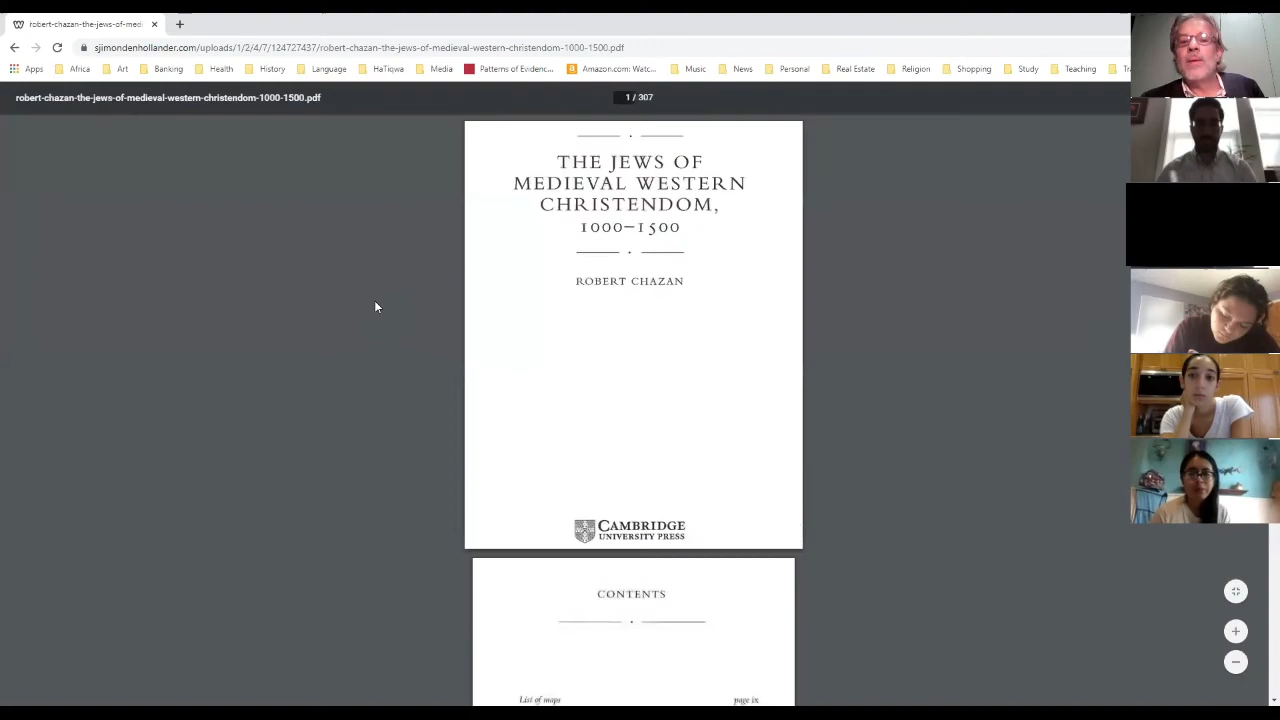 robert-chazan-the-jews-of-medi
sjimondenhollander.com/uploads/1/2/4/7/124727437/robert-chazan-the-jews-of-medieval-western-christendom-1000-1500.pdf
Apps Africa Art Banking Health History Language HaTiqwa Media Patterns of Evidenc... Amazon.com: Watc... Music News Personal Real Estate Religion Shopping Study Teaching
robert-chazan-the-jews-of-medieval-western-christendom-1000-1500.pdf 1 / 307
THE JEWS OF
MEDIEVAL WESTERN
CHRISTENDOM,
1000–1500
ROBERT CHAZAN
CAMBRIDGE
UNIVERSITY PRESS
CONTENTS
List of maps page ix